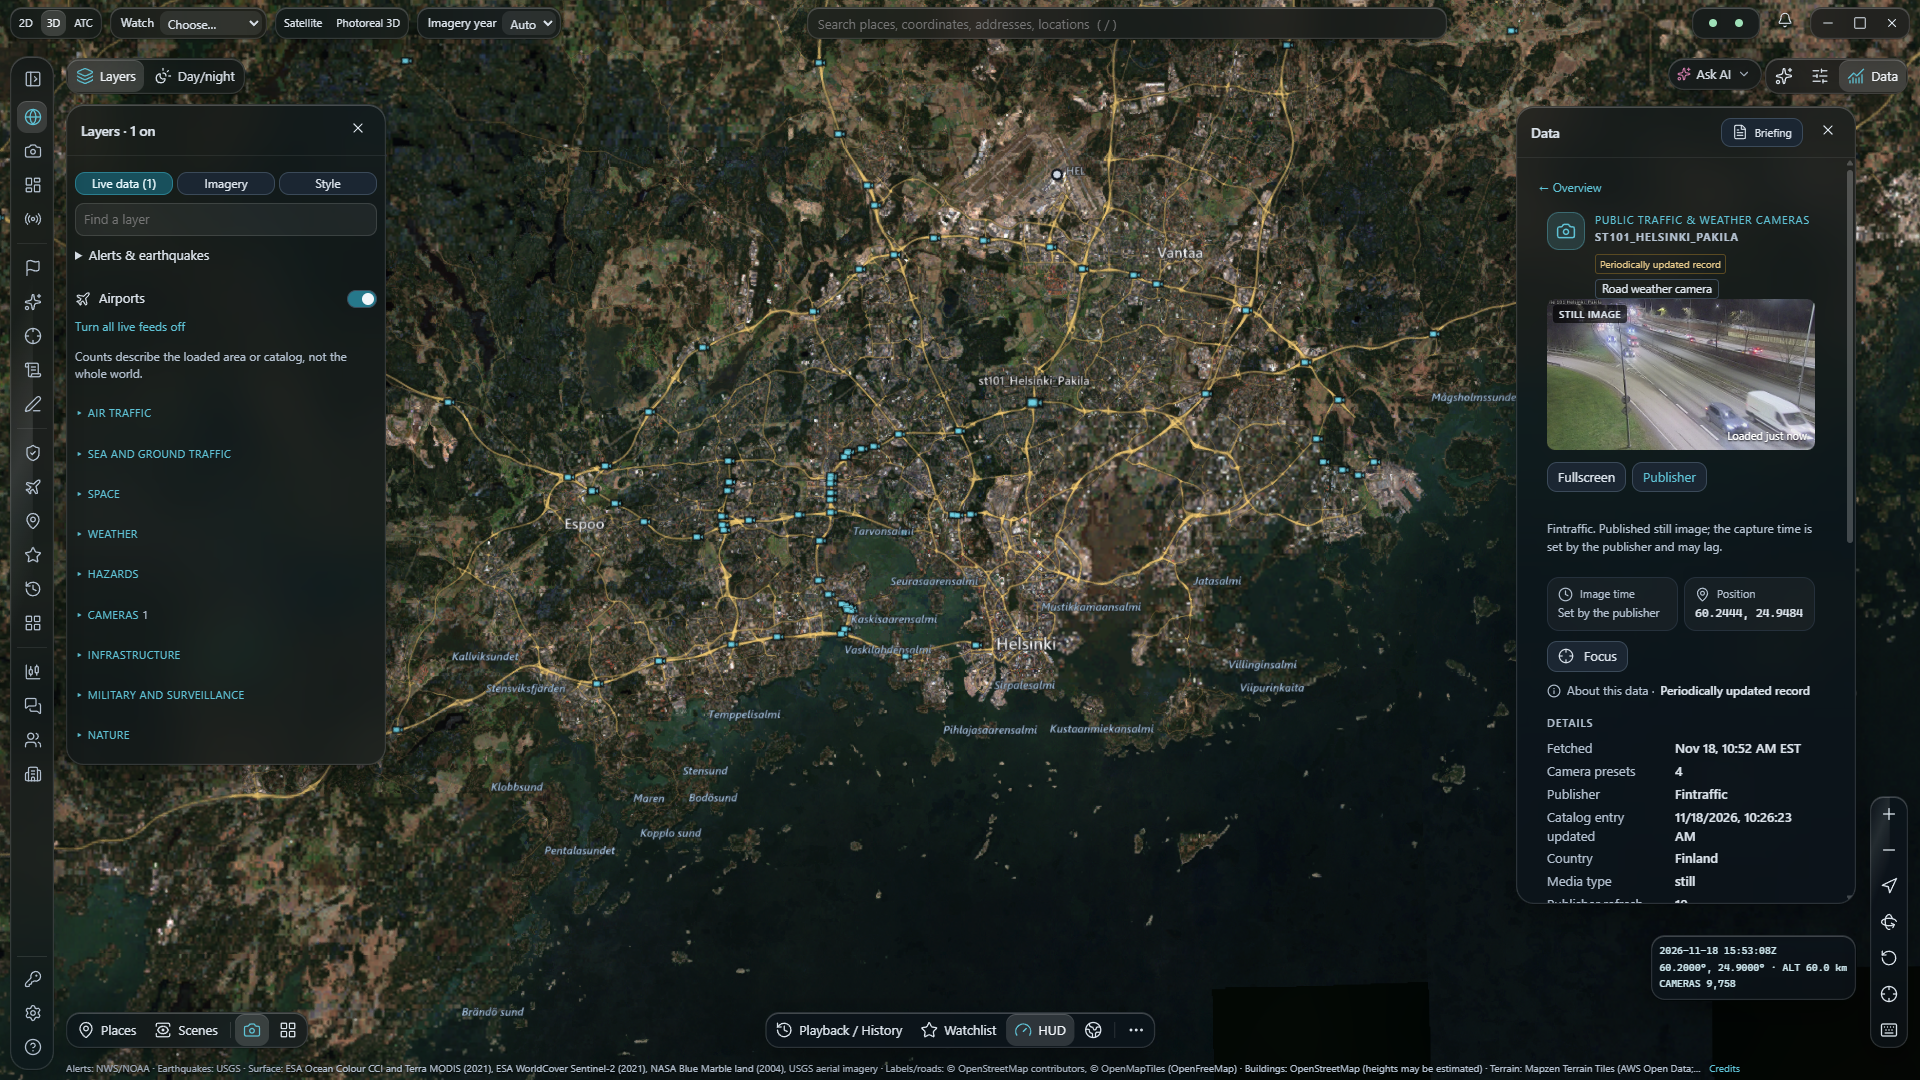 2D 3D ATC
Watch Choose...
Satellite Photoreal 3D
Imagery year Auto
Search places, coordinates, addresses, locations ( / )
Layers Day/night
Ask AI
Data
Layers · 1 on
Live data (1) Imagery Style
Find a layer
Alerts & earthquakes
Airports
Turn all live feeds off
Counts describe the loaded area or catalog, not the
whole world.
AIR TRAFFIC
SEA AND GROUND TRAFFIC
SPACE
WEATHER
HAZARDS
CAMERAS 1
INFRASTRUCTURE
MILITARY AND SURVEILLANCE
NATURE
HEL
Vantaa
st101_Helsinki_Pakila
Mågsholmssunde
Espoo
Tarvonsalmi
Seurasaarensalmi
Jatasalmi
Mustikkamaansalmi
Kaskisaarensalmi
Helsinki
Vaskilahdensalmi
Kallviksundet
Villinginsalmi
Stensviksfjärden
Sirpalesalmi
Viipurinkaita
Temppelisalmi
Pihlajasaarensalmi
Kustaanmiekansalmi
Stensund
Klobbsund
Maren
Bodösund
Kopplo sund
Pentalasundet
Brändö sund
Data
Briefing
← Overview
PUBLIC TRAFFIC & WEATHER CAMERAS
ST101_HELSINKI_PAKILA
Periodically updated record
Road weather camera
STILL IMAGE
Loaded just now
Fullscreen Publisher
Fintraffic. Published still image; the capture time is
set by the publisher and may lag.
Image time
Set by the publisher
Position
60.2444, 24.9484
Focus
About this data · Periodically updated record
DETAILS
Fetched Nov 18, 10:52 AM EST
Camera presets 4
Publisher Fintraffic
Catalog entry updated 11/18/2026, 10:26:23 AM
Country Finland
Media type still
2026-11-18 15:53:08Z
60.2000°, 24.9000° · ALT 60.0 km
CAMERAS 9,758
Places Scenes
Playback / History Watchlist HUD
Alerts: NWS/NOAA · Earthquakes: USGS · Surface: ESA Ocean Colour CCI and Terra MODIS (2021), ESA WorldCover Sentinel-2 (2021), NASA Blue Marble land (2004), USGS aerial imagery · Labels/roads: © OpenStreetMap contributors, © OpenMapTiles (OpenFreeMap) · Buildings: OpenStreetMap (heights may be estimated) · Terrain: Mapzen Terrain Tiles (AWS Open Data;... Credits